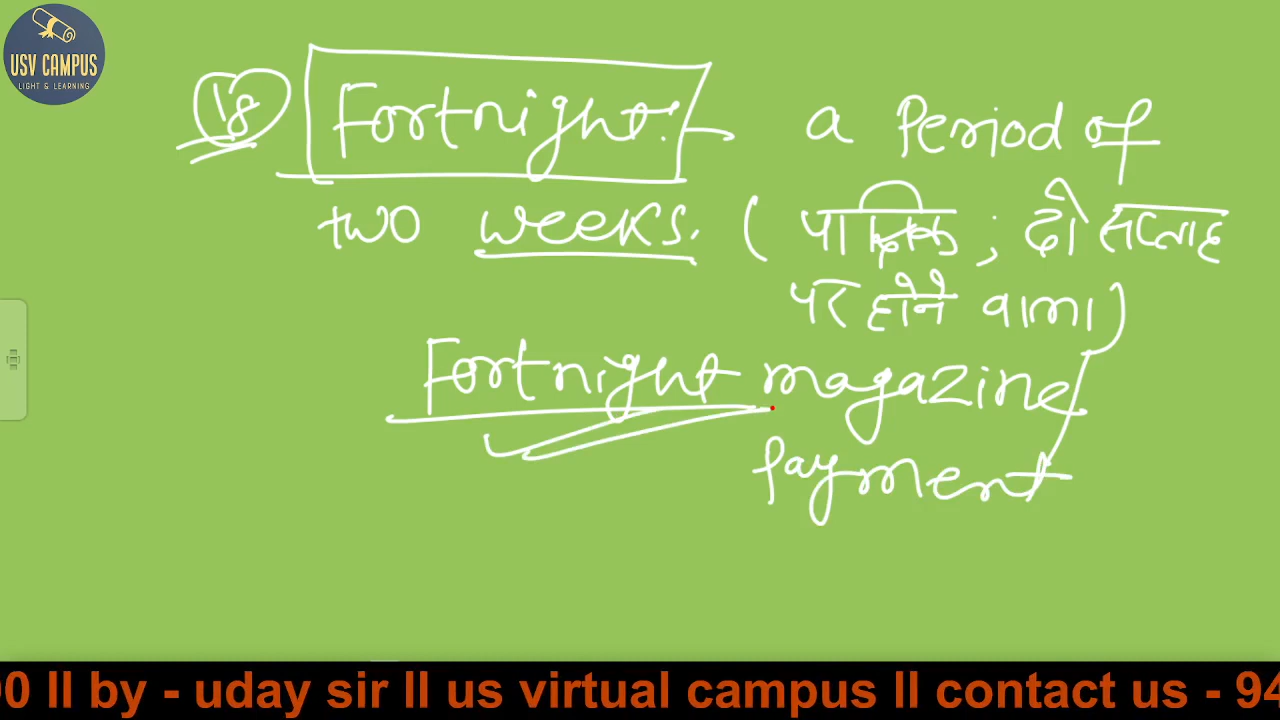 USV CAMPUS
LIGHT & LEARNING
18 Fortnight:- a Period of
two weeks. (पाक्षिक ; दो सप्ताह
पर होने वाला)
Fortnight magazine
Payment
00 ll by - uday sir ll us virtual campus ll contact us - 94